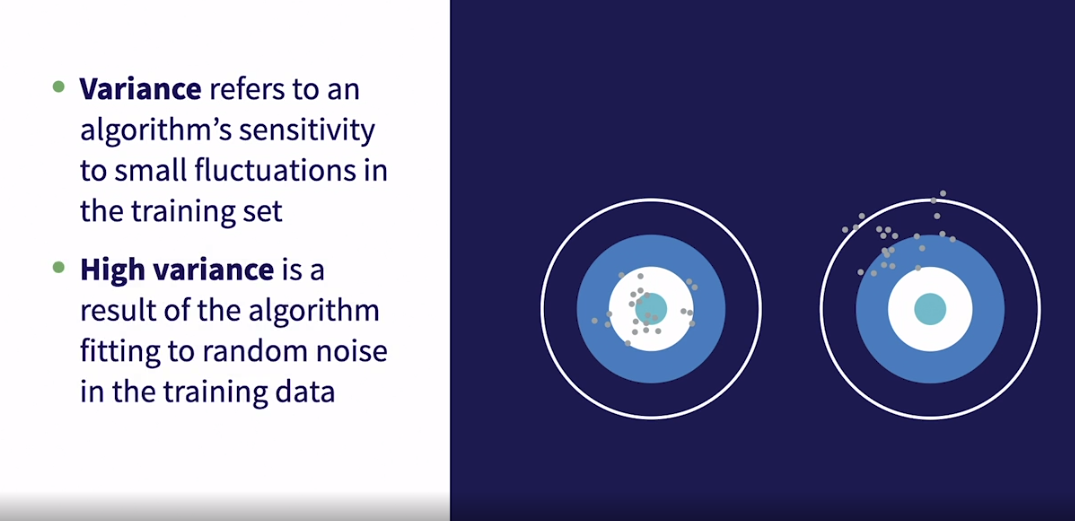 Variance refers to an
algorithm’s sensitivity
to small fluctuations in
the training set
High variance is a
result of the algorithm
fitting to random noise
in the training data